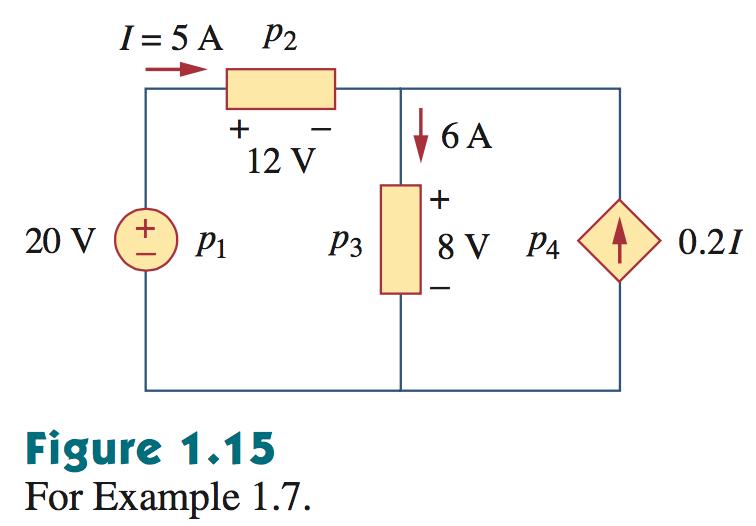 I = 5 A p2
+ −
12 V
6 A
+
20 V + − p1 p3 8 V p4 0.2I
−
Figure 1.15
For Example 1.7.